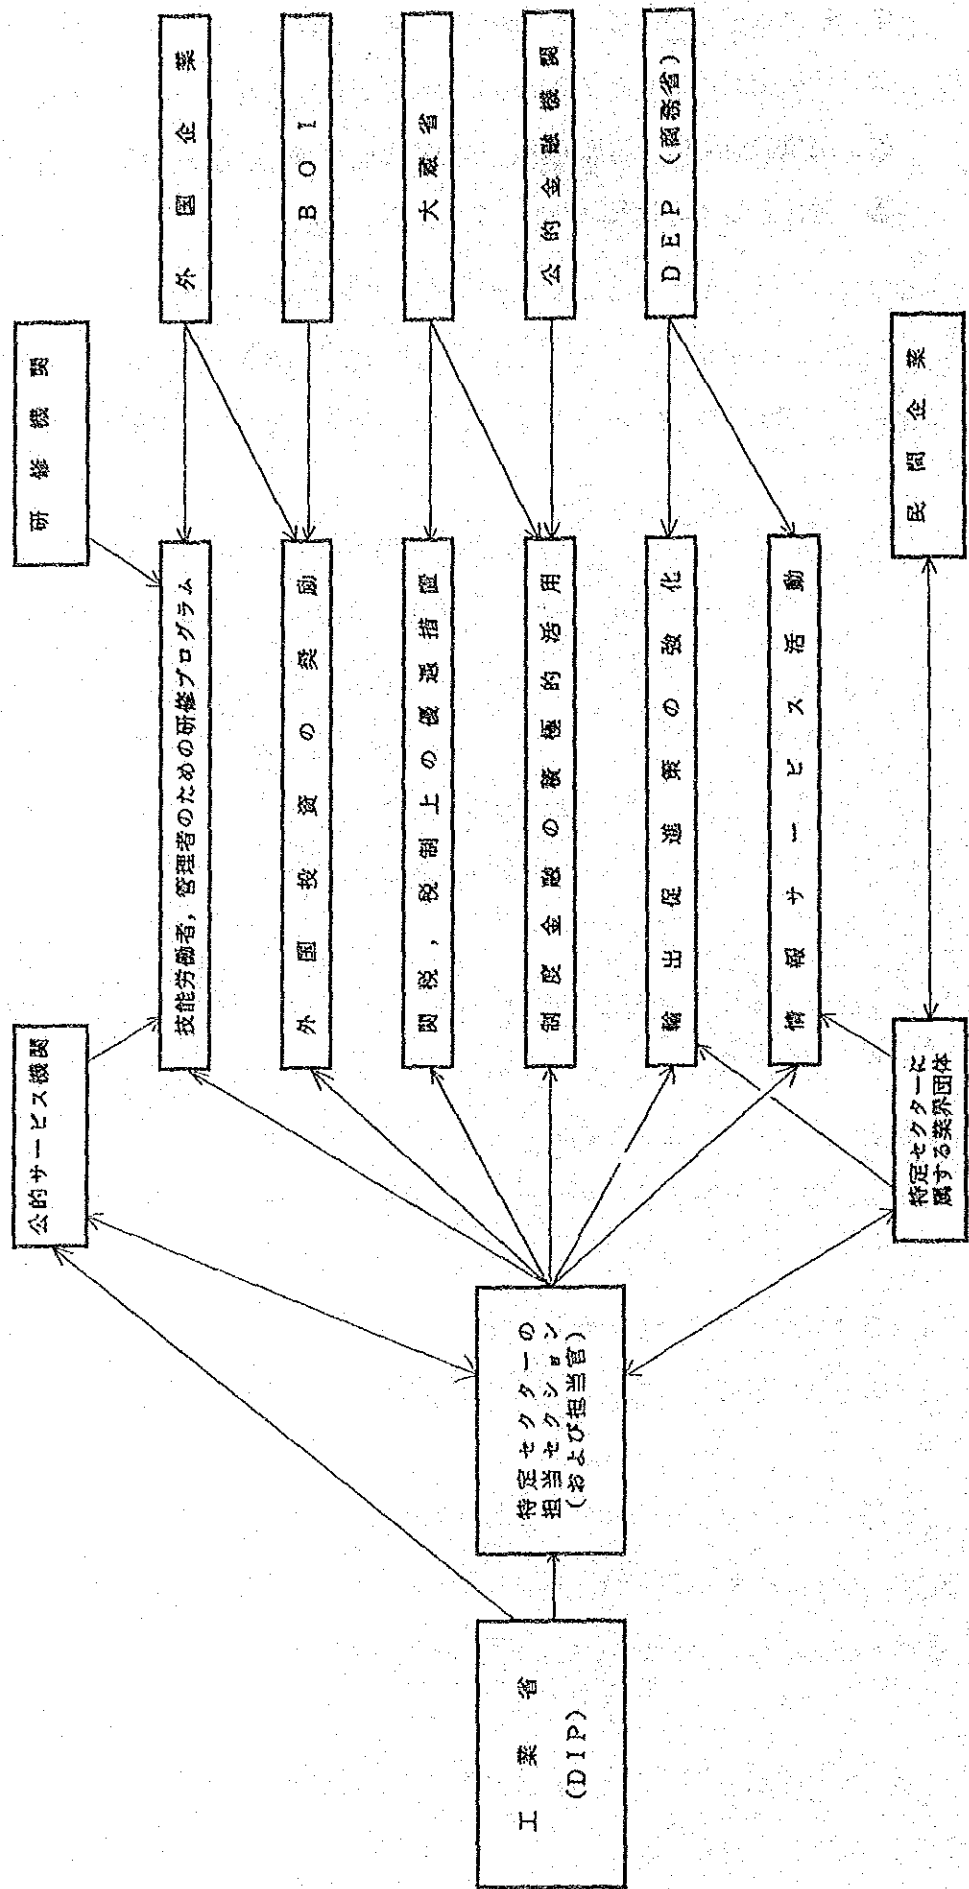 工業省
(DIP)
特定セクターの
担当セクション
(および担当官)
公的サービス機関
特定セクターに
属する業界団体
技能労働者,管理者のための研修プログラム
外国投資の奨励
関税,税制上の優遇措置
制度金融の積極的活用
輸出促進策の強化
情報サービス活動
研修機関
民間企業
外国企業
BOI
大蔵省
公的金融機関
DEP(商務省)